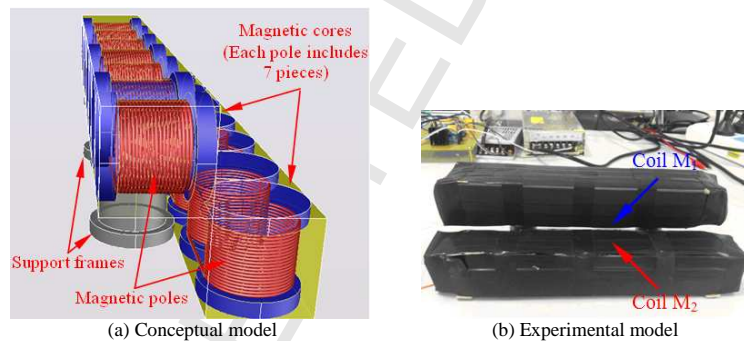 Magnetic cores
(Each pole includes
7 pieces)
Support frames
Magnetic poles
(a) Conceptual model
Coil M1
Coil M2
(b) Experimental model